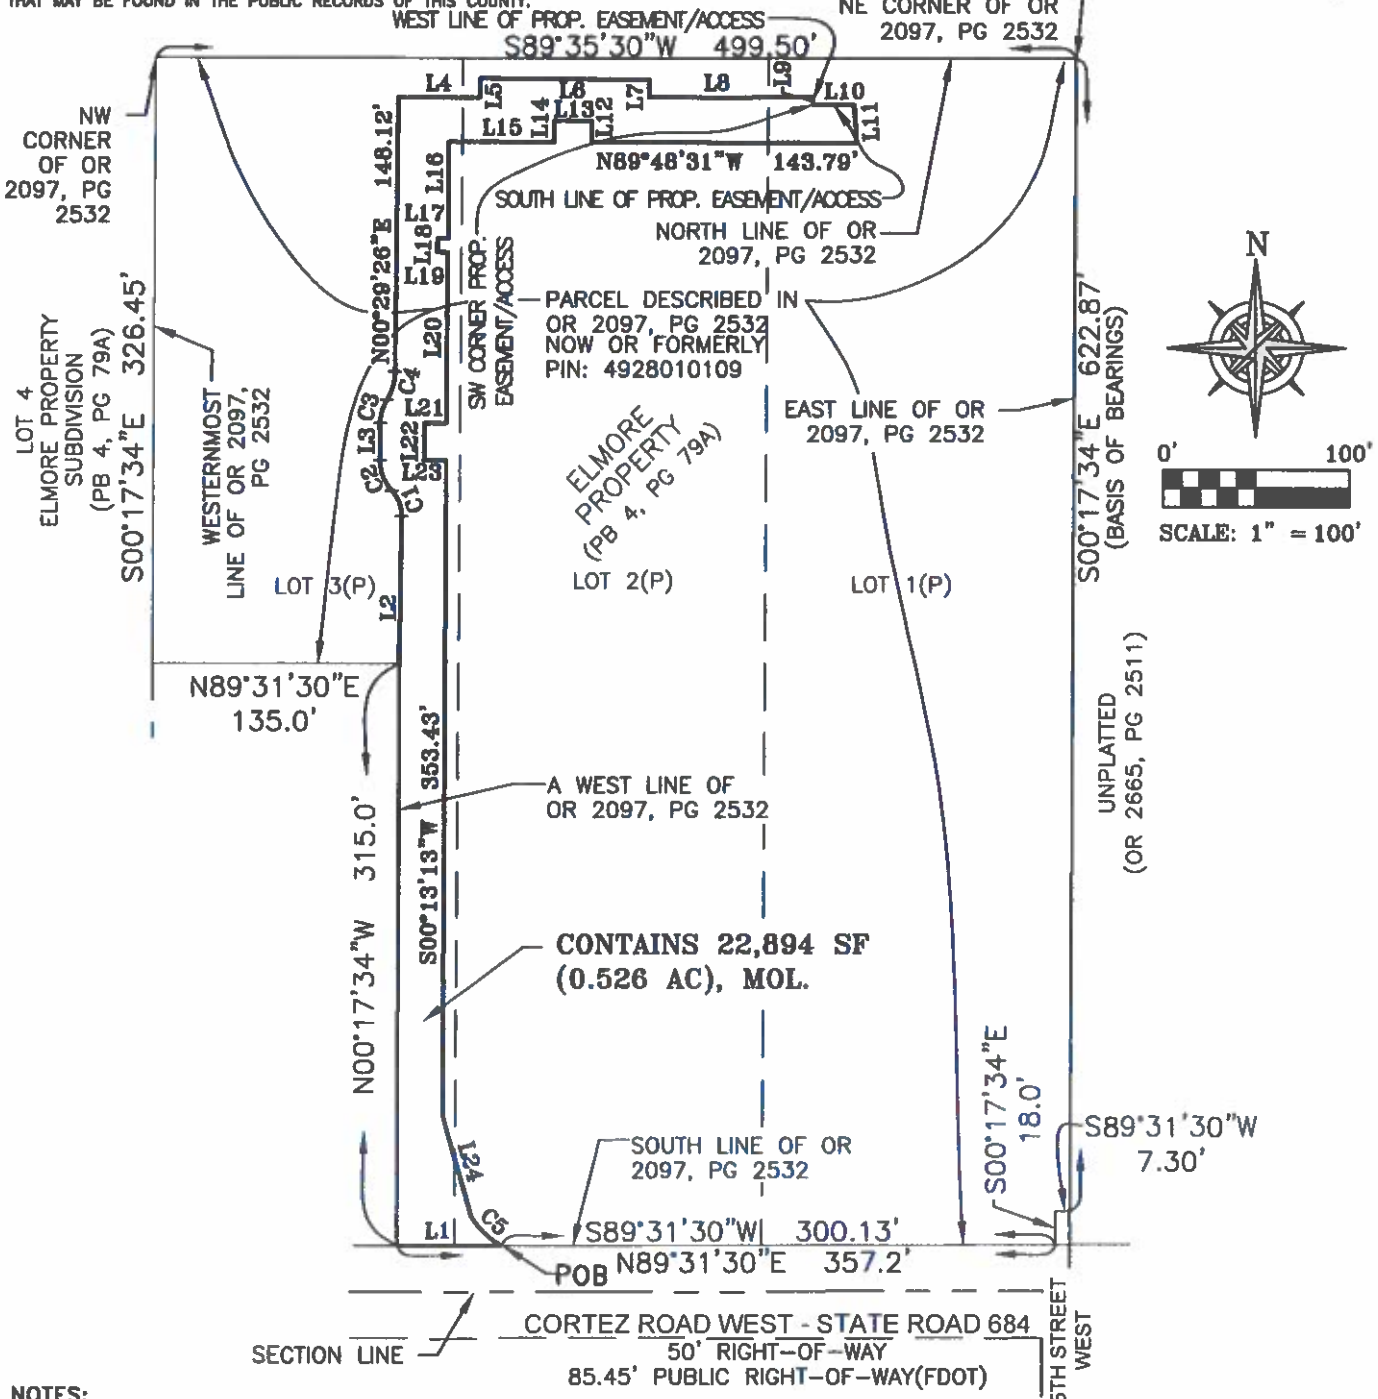 THAT MAY BE FOUND IN THE PUBLIC RECORDS OF THIS COUNTY.
WEST LINE OF PROP. EASEMENT/ACCESS
NE CORNER OF OR
2097, PG 2532
S89°35'30"W 499.50'
NW
CORNER
OF OR
2097, PG
2532
L4
L5
L6
L7
L8
L9
L10
L11
L12
L13
L14
L15
L16
N89°48'31"W 143.79'
SOUTH LINE OF PROP. EASEMENT/ACCESS
NORTH LINE OF OR
2097, PG 2532
N00°29'26"E 148.12'
L17
L18
L19
L20
SW CORNER PROP.
EASEMENT/ACCESS
PARCEL DESCRIBED IN
OR 2097, PG 2532
NOW OR FORMERLY
PIN: 4928010109
LOT 4
ELMORE PROPERTY
SUBDIVISION
(PB 4, PG 79A)
S00°17'34"E 326.45'
WESTERNMOST
LINE OF OR 2097,
PG 2532
C4
C3
L21
L3
L22
L23
C2
C1
EAST LINE OF OR
2097, PG 2532
ELMORE
PROPERTY
(PB 4, PG 79A)
S00°17'34"E 622.87'
(BASIS OF BEARINGS)
N
0' 100'
SCALE: 1" = 100'
LOT 3(P)
LOT 2(P)
LOT 1(P)
L2
N89°31'30"E
135.0'
UNPLATTED
(OR 2665, PG 2511)
A WEST LINE OF
OR 2097, PG 2532
S00°13'13"W 353.43'
N00°17'34"W 315.0'
CONTAINS 22,894 SF
(0.526 AC), MOL.
S00°17'34"E
18.0'
S89°31'30"W
7.30'
L24
SOUTH LINE OF OR
2097, PG 2532
L1
C5
S89°31'30"W 300.13'
N89°31'30"E 357.2'
POB
CORTEZ ROAD WEST - STATE ROAD 684
SECTION LINE
50' RIGHT-OF-WAY
85.45' PUBLIC RIGHT-OF-WAY(FDOT)
5TH STREET
WEST
NOTES: